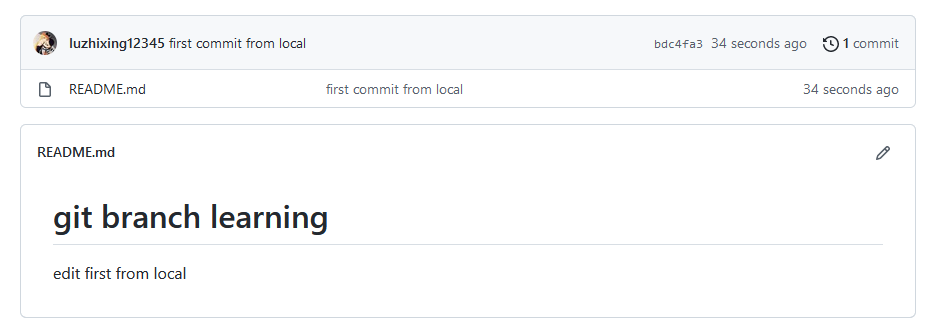 luzhixing12345 first commit from local bdc4fa3 34 seconds ago 1 commit
README.md first commit from local 34 seconds ago
README.md
git branch learning
edit first from local